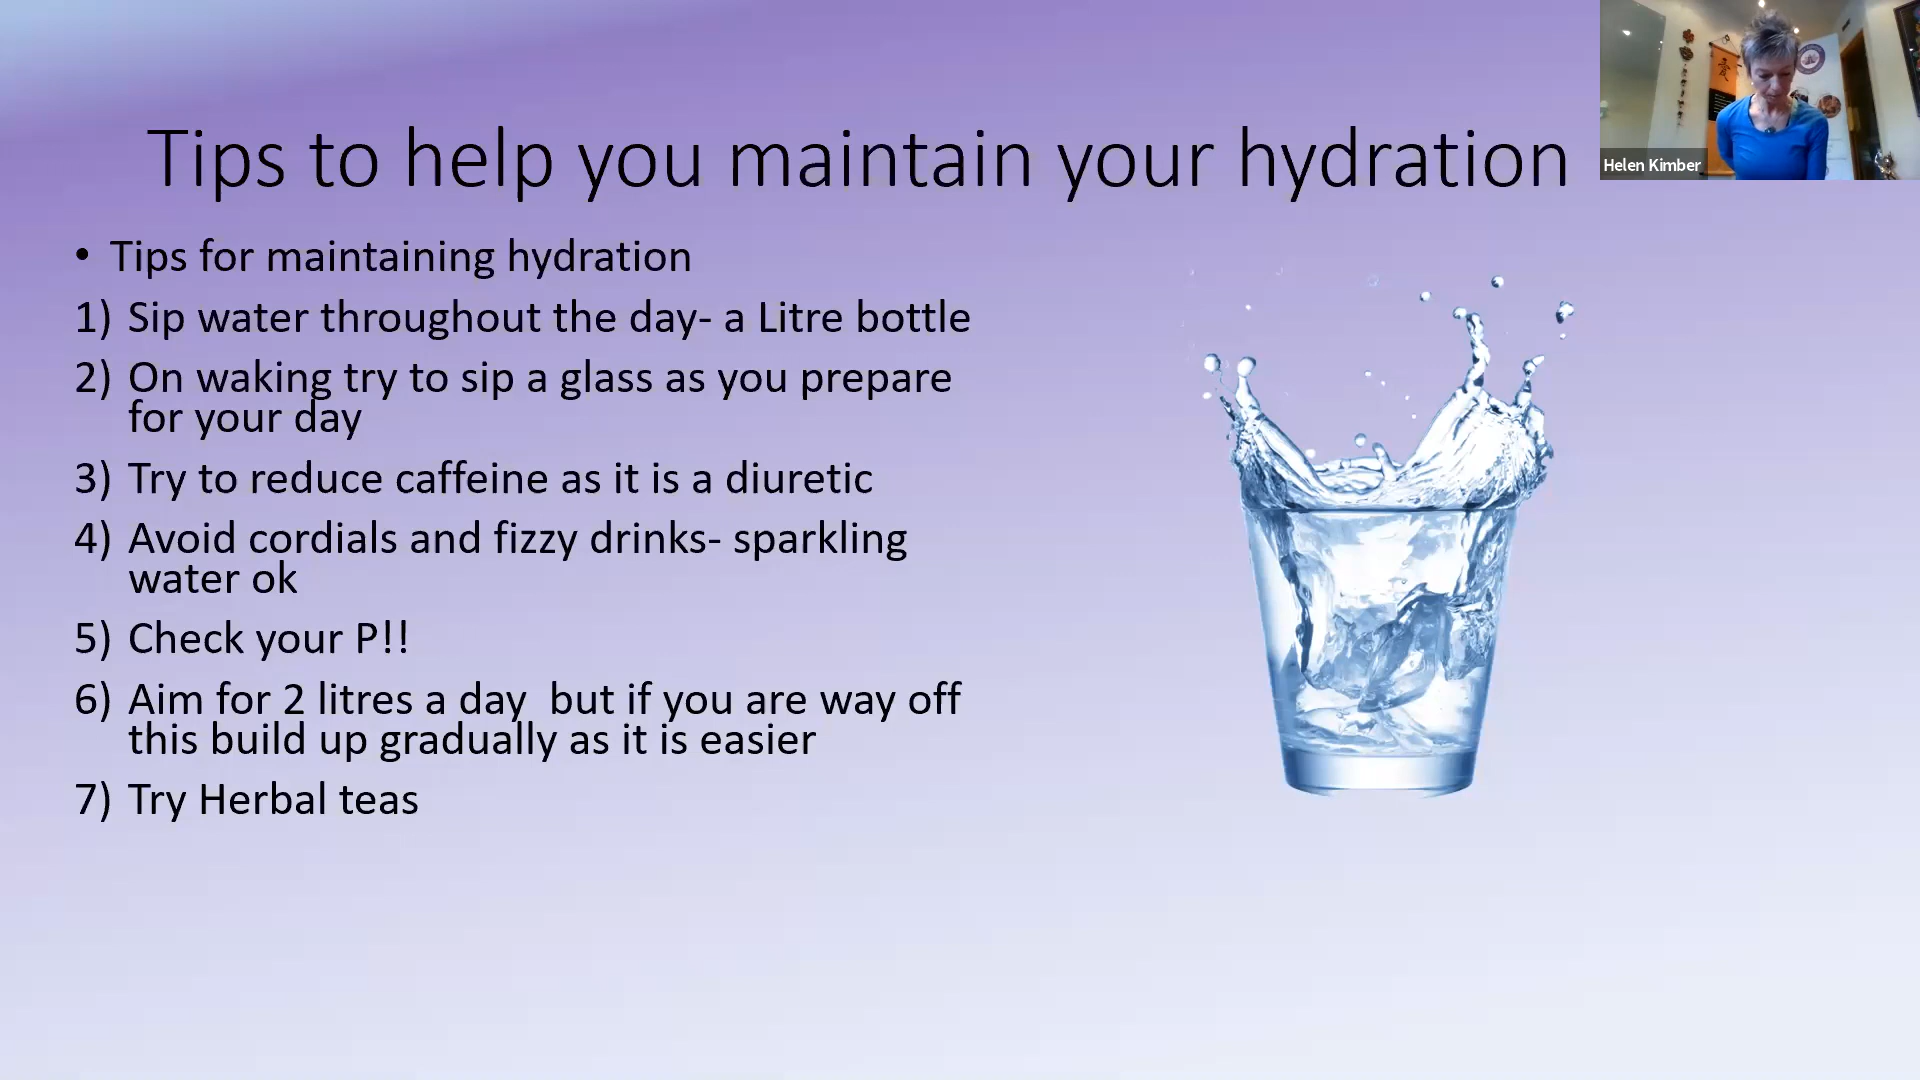 Tips to help you maintain your hydration
Helen Kimber
• Tips for maintaining hydration
1) Sip water throughout the day- a Litre bottle
2) On waking try to sip a glass as you prepare
for your day
3) Try to reduce caffeine as it is a diuretic
4) Avoid cordials and fizzy drinks- sparkling
water ok
5) Check your P!!
6) Aim for 2 litres a day  but if you are way off
this build up gradually as it is easier
7) Try Herbal teas